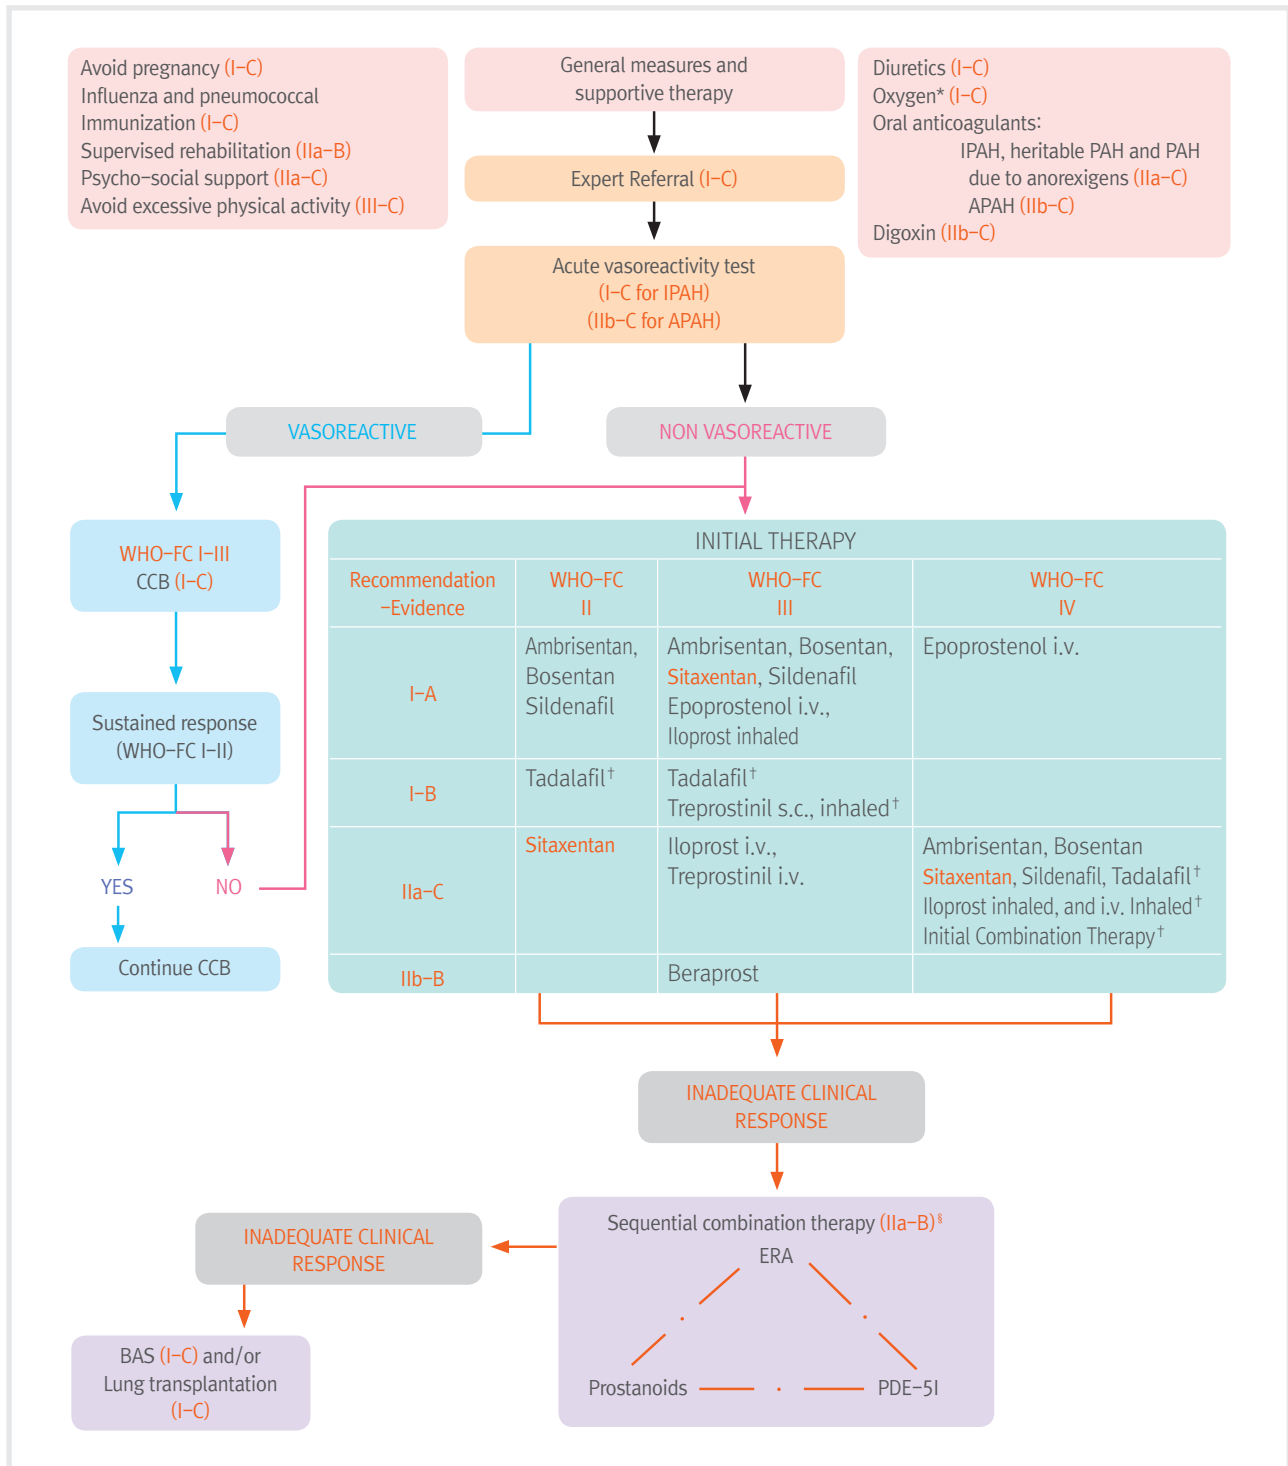 Avoid pregnancy (I–C)
Influenza and pneumococcal
Immunization (I–C)
Supervised rehabilitation (IIa–B)
Psycho–social support (IIa–C)
Avoid excessive physical activity (III–C)
General measures and
supportive therapy
Diuretics (I–C)
Oxygen* (I–C)
Oral anticoagulants:
IPAH, heritable PAH and PAH
due to anorexigens (IIa–C)
APAH (IIb–C)
Digoxin (IIb–C)
Expert Referral (I–C)
Acute vasoreactivity test
(I–C for IPAH)
(IIb–C for APAH)
VASOREACTIVE
NON VASOREACTIVE
WHO–FC I–III
CCB (I–C)
Sustained response
(WHO–FC I–II)
YES
NO
Continue CCB
INITIAL THERAPY
Recommendation
–Evidence
WHO–FC
II
WHO–FC
III
WHO–FC
IV
I–A
Ambrisentan,
Bosentan
Sildenafil
Ambrisentan, Bosentan,
Sitaxentan, Sildenafil
Epoprostenol i.v.,
Iloprost inhaled
Epoprostenol i.v.
I–B
Tadalafil†
Tadalafil†
Treprostinil s.c., inhaled†
IIa–C
Sitaxentan
Iloprost i.v.,
Treprostinil i.v.
Ambrisentan, Bosentan
Sitaxentan, Sildenafil, Tadalafil†
Iloprost inhaled, and i.v. Inhaled†
Initial Combination Therapy†
IIb–B
Beraprost
INADEQUATE CLINICAL
RESPONSE
Sequential combination therapy (IIa–B)§
ERA
Prostanoids
PDE–5I
INADEQUATE CLINICAL
RESPONSE
BAS (I–C) and/or
Lung transplantation
(I–C)